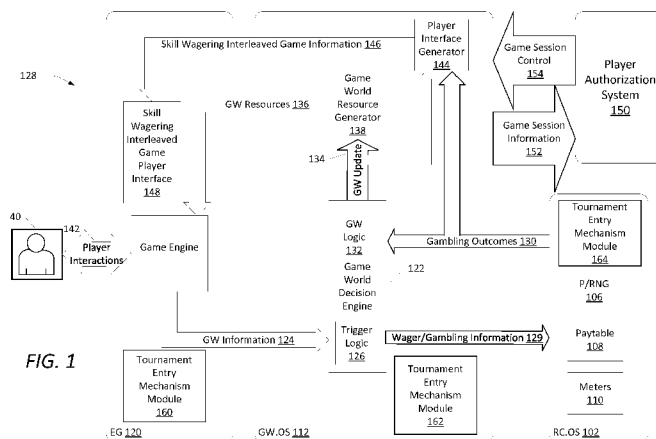 Skill Wagering Interleaved Game Information 146
Player
Interface
Generator
144
Game Session
Control
154
Player
Authorization
System
150
128
GW Resources 136
Game
World
Resource
Generator
138
Game Session
Information
152
Skill
Wagering
Interleaved
Game
Player
Interface
148
134
GW Update
40
142
Player
Interactions
Game Engine
GW
Logic
132
Gambling Outcomes 130
Tournament
Entry
Mechanism
Module
164
Game
World
Decision
Engine
122
P/RNG
106
GW Information 124
Trigger
Logic
126
Wager/Gambling Information 129
Paytable
108
FIG. 1
Tournament
Entry
Mechanism
Module
160
Tournament
Entry
Mechanism
Module
162
Meters
110
EG 120
GW.OS 112
RC.OS 102